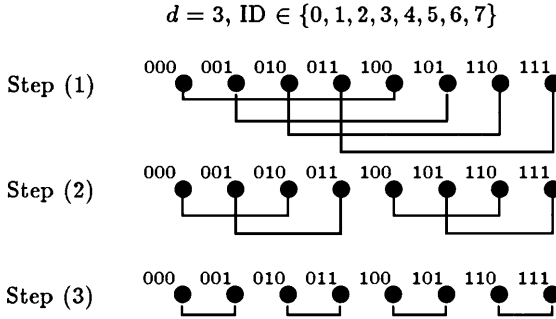 d = 3, ID ∈ {0, 1, 2, 3, 4, 5, 6, 7}
000 001 010 011 100 101 110 111
Step (1)
000 001 010 011 100 101 110 111
Step (2)
000 001 010 011 100 101 110 111
Step (3)